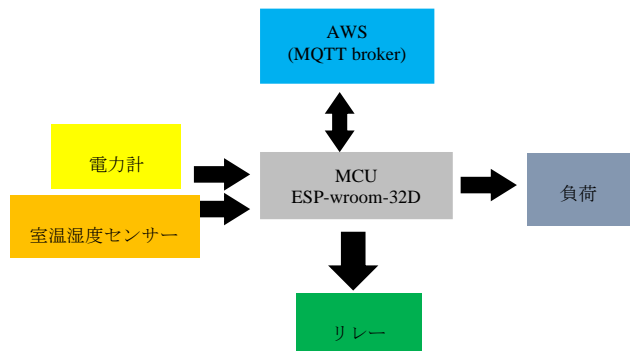 AWS
(MQTT broker)
電力計
MCU
ESP-wroom-32D
負荷
室温湿度センサー
リレー